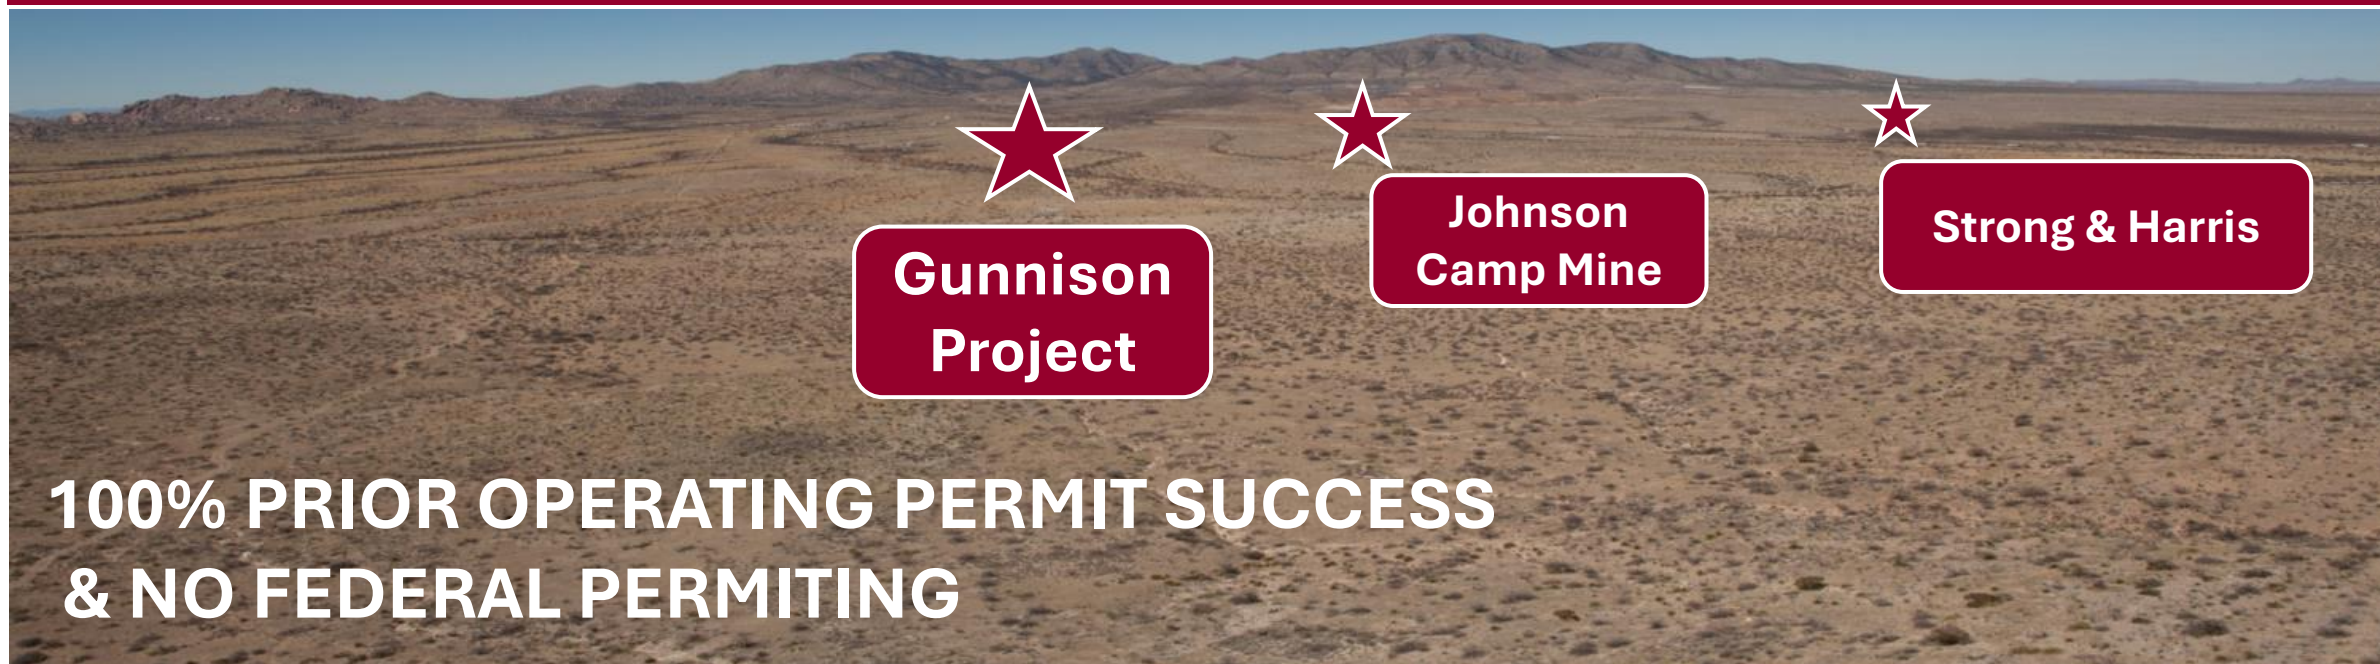 Gunnison
Project
Johnson
Camp Mine
Strong & Harris
100% PRIOR OPERATING PERMIT SUCCESS
& NO FEDERAL PERMITING